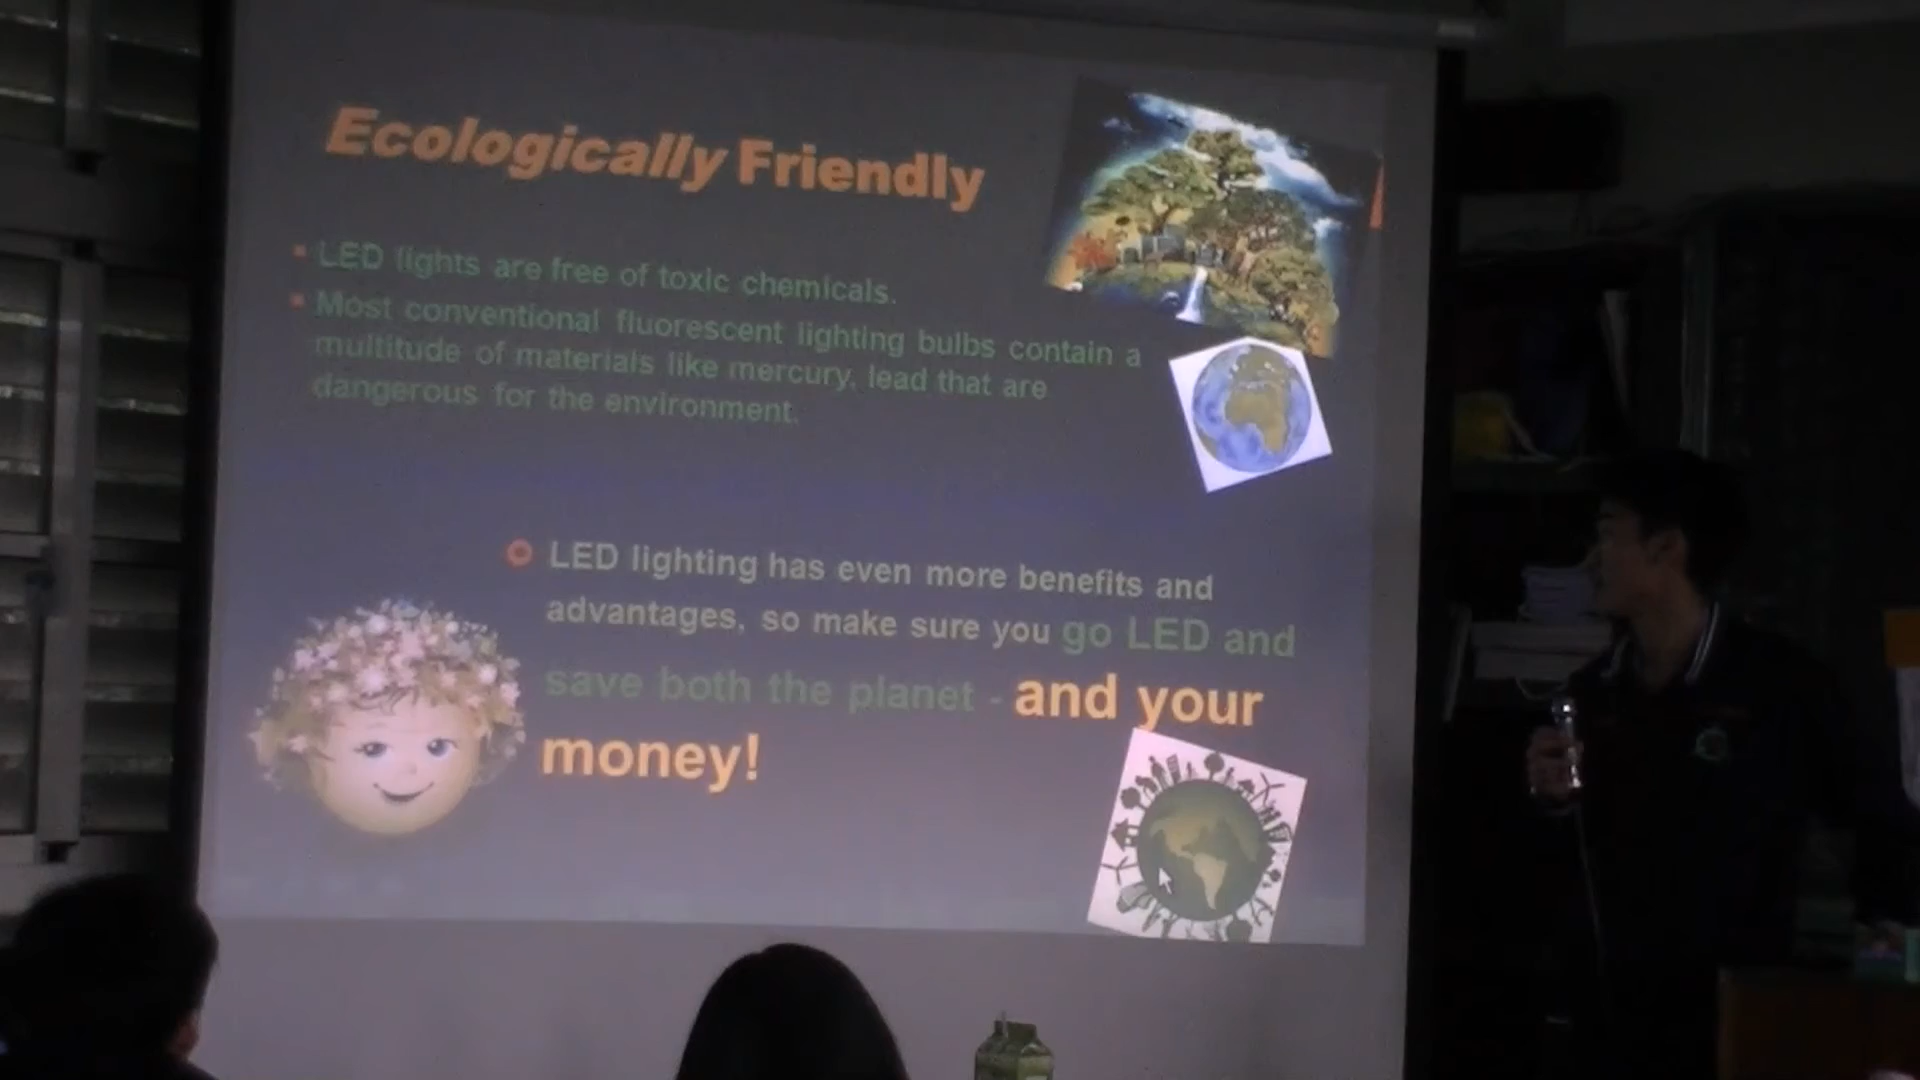 Ecologically Friendly
LED lights are free of toxic chemicals.
Most conventional fluorescent lighting bulbs contain a
multitude of materials like mercury, lead that are
dangerous for the environment.
LED lighting has even more benefits and
advantages, so make sure you go LED and
save both the planet - and your
money!